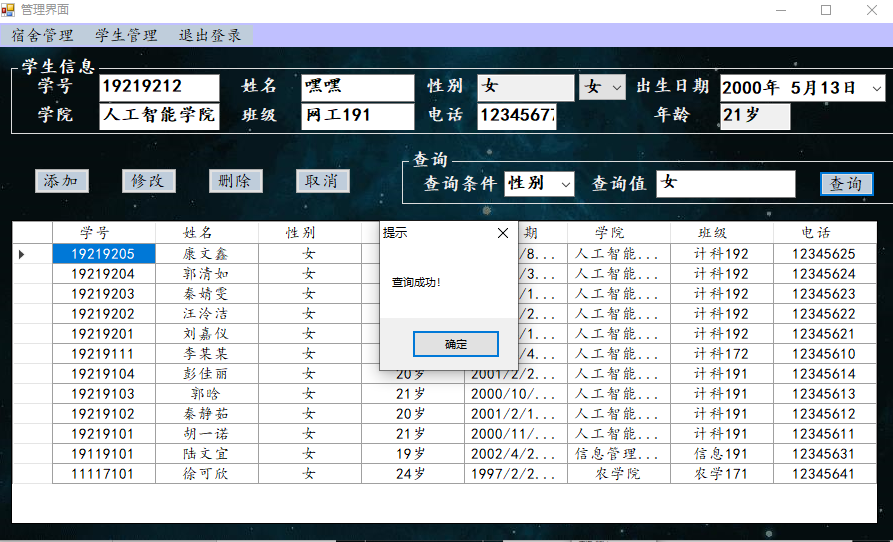 管理界面
宿舍管理 学生管理 退出登录
学生信息
学号 19219212 姓名 嘿嘿 性别 女 女 出生日期 2000年 5月13日
学院 人工智能学院 班级 网工191 电话 1234567 年龄 21岁
查询
添加 修改 删除 取消 查询条件 性别 查询值 女 查询
学号 姓名 性别 期 学院 班级 电话
19219205 康文鑫 女 /8... 人工智能... 计科192 12345625
19219204 郭清如 女 /3... 人工智能... 计科192 12345624
19219203 秦婧雯 女 /1... 人工智能... 计科192 12345623
19219202 汪泠洁 女 /2... 人工智能... 计科192 12345622
19219201 刘嘉仪 女 /1... 人工智能... 计科192 12345621
19219111 李某某 女 /4... 人工智能... 计科172 12345610
19219104 彭佳丽 女 20岁 2001/2/2... 人工智能... 计科191 12345614
19219103 郭晗 女 21岁 2000/10/... 人工智能... 计科191 12345613
19219102 秦静茹 女 20岁 2001/2/1... 人工智能... 计科191 12345612
19219101 胡一诺 女 21岁 2000/11/... 人工智能... 计科191 12345611
19119101 陆文宜 女 19岁 2002/4/2... 信息管理... 信息191 12345631
11117101 徐可欣 女 24岁 1997/2/2... 农学院 农学171 12345641
提示
查询成功!
确定